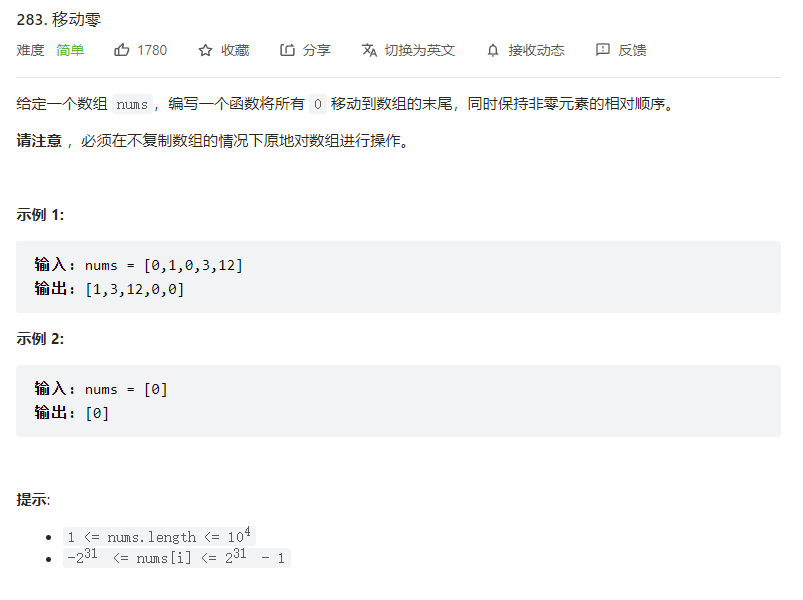 283. 移动零
难度 简单 1780 收藏 分享 切换为英文 接收动态 反馈
给定一个数组 nums，编写一个函数将所有 0 移动到数组的末尾，同时保持非零元素的相对顺序。
请注意 ，必须在不复制数组的情况下原地对数组进行操作。
示例 1:
输入：nums = [0,1,0,3,12]
输出：[1,3,12,0,0]
示例 2:
输入：nums = [0]
输出：[0]
提示:
• 1 <= nums.length <= 10⁴
• -2³¹ <= nums[i] <= 2³¹ - 1